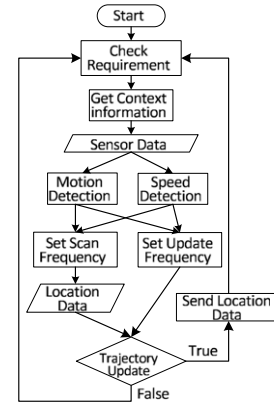 Start
Check
Requirement
Get Context
information
Sensor Data
Motion
Detection
Speed
Detection
Set Scan
Frequency
Set Update
Frequency
Location
Data
Send Location
Data
Trajectory
Update
True
False